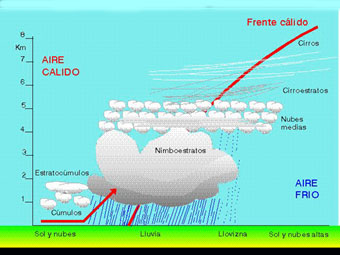 Frente cálido
8
Km
7
6
5
4
3
2
1
AIRE
CALIDO
Cirros
Cirroestratos
Nubes
medias
Nimboestratos
Estratocúmulos
Cúmulos
AIRE
FRIO
Sol y nubes
Lluvia
Llovizna
Sol y nubes altas